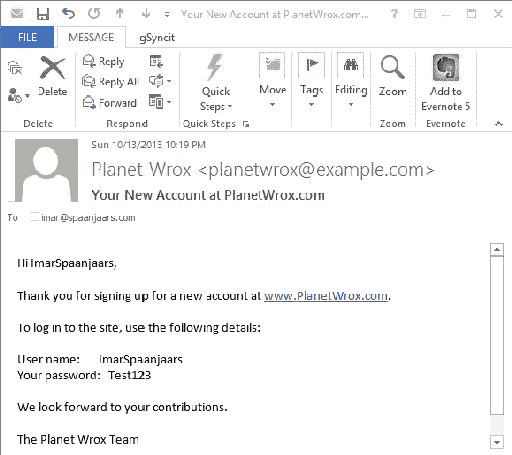 Your New Account at PlanetWrox.com...
FILE MESSAGE gSyncit
Delete
Reply
Reply All
Forward
Quick Steps
Move
Tags
Editing
Zoom
Add to Evernote 5
Delete Respond Quick Steps Zoom Evernote
Sun 10/13/2013 10:19 PM
Planet Wrox <planetwrox@example.com>
Your New Account at PlanetWrox.com
To imar@spaanjaars.com
Hi ImarSpaanjaars,
Thank you for signing up for a new account at www.PlanetWrox.com.
To log in to the site, use the following details:
User name: ImarSpaanjaars
Your password: Test123
We look forward to your contributions.
The Planet Wrox Team